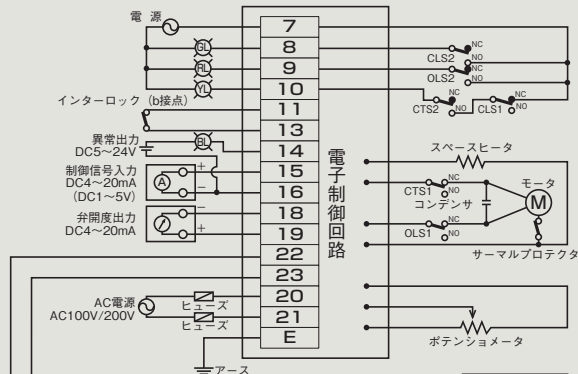 電 源
7
8
9
10
11
13
14
15
16
18
19
22
23
20
21
E
GL
RL
YL
インターロック（b接点）
異常出力
DC5～24V
BL
制御信号入力
DC4～20mA
（DC1～5V）
A
+
−
弁開度出力
DC4～20mA
−
+
AC電源
AC100V/200V
ヒューズ
ヒューズ
アース
電子制御回路
NC
CLS2
NO
NC
OLS2
NO
NC
CTS2
NO
NC
CLS1
NO
スペースヒータ
NC
CTS1
NO
コンデンサ
モータ
M
NC
OLS1
NO
サーマルプロテクタ
ポテンショメータ